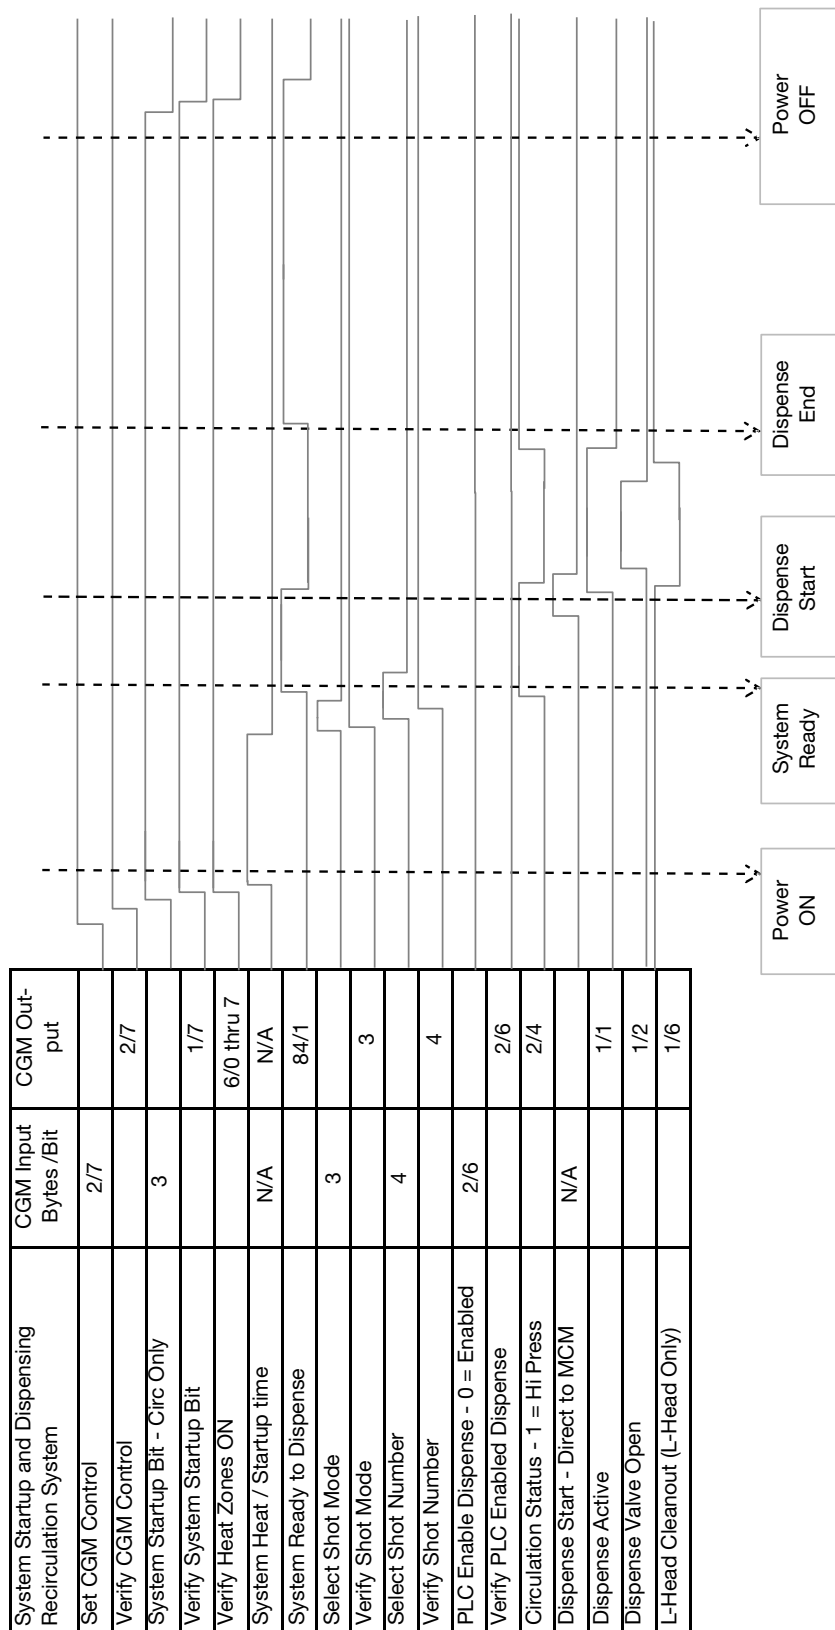 System Startup and Dispensing
Recirculation System
CGM Input
Bytes /Bit
CGM Out-
put
Set CGM Control
2/7
Verify CGM Control
2/7
System Startup Bit - Circ Only
3
Verify System Startup Bit
1/7
Verify Heat Zones ON
6/0 thru 7
System Heat / Startup time
N/A
N/A
System Ready to Dispense
84/1
Select Shot Mode
3
Verify Shot Mode
3
Select Shot Number
4
Verify Shot Number
4
PLC Enable Dispense - 0 = Enabled
2/6
Verify PLC Enabled Dispense
2/6
Circulation Status - 1 = Hi Press
2/4
Dispense Start - Direct to MCM
N/A
Dispense Active
1/1
Dispense Valve Open
1/2
L-Head Cleanout (L-Head Only)
1/6
Power
ON
System
Ready
Dispense
Start
Dispense
End
Power
OFF